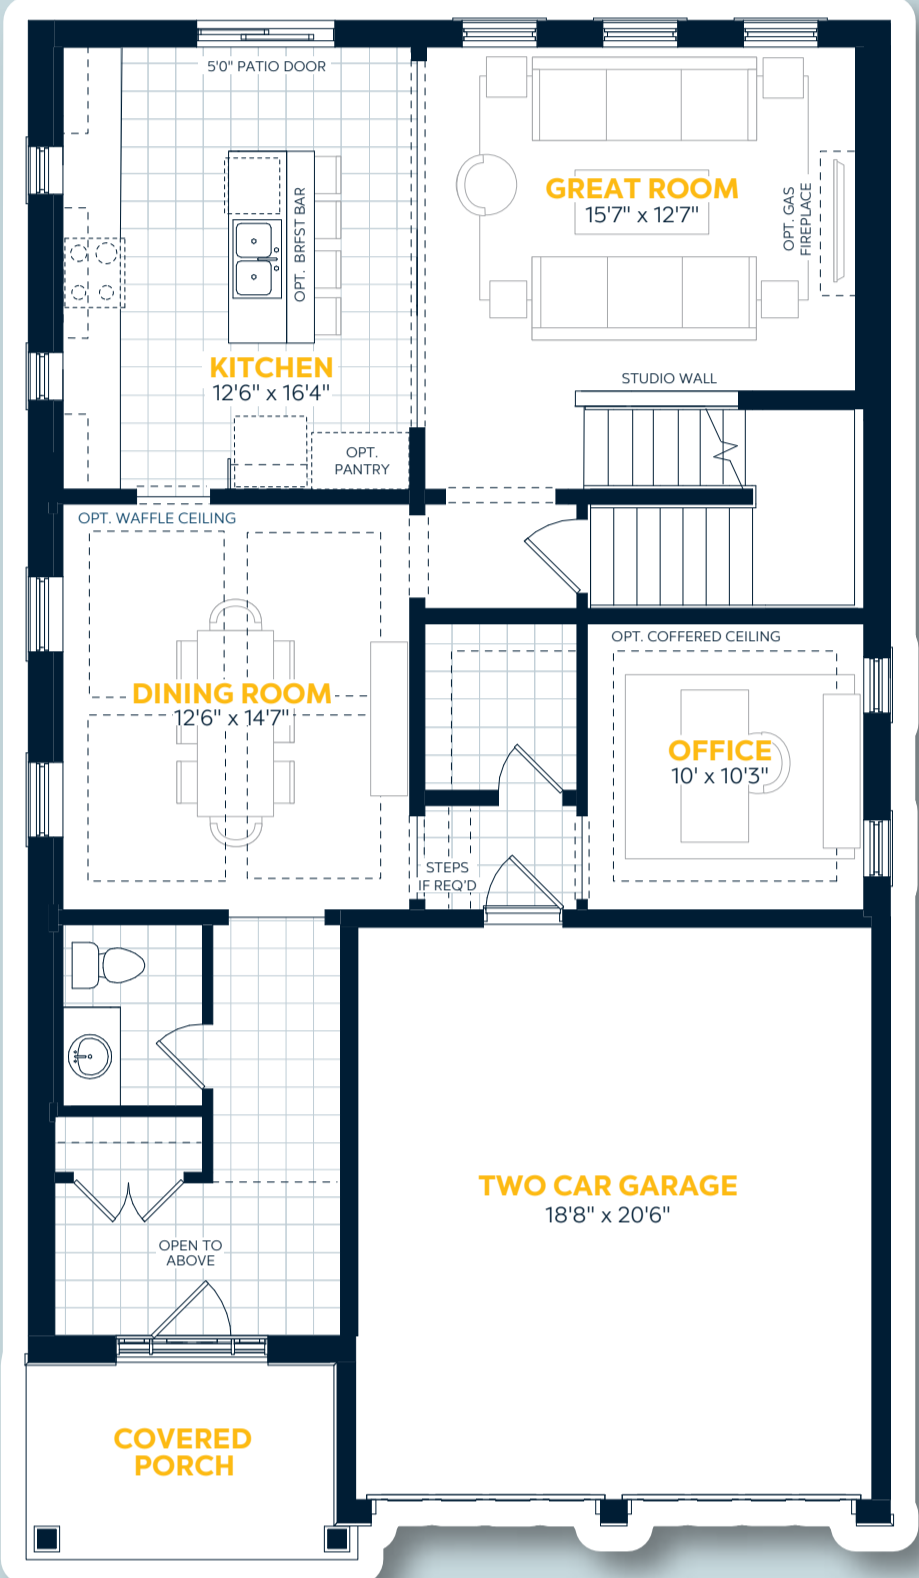 5'0" PATIO DOOR
OPT. BRFST BAR
GREAT ROOM
15'7" x 12'7"
OPT. GAS
FIREPLACE
KITCHEN
12'6" x 16'4"
STUDIO WALL
OPT.
PANTRY
OPT. WAFFLE CEILING
OPT. COFFERED CEILING
DINING ROOM
12'6" x 14'7"
OFFICE
10' x 10'3"
STEPS
IF REQ'D
TWO CAR GARAGE
18'8" x 20'6"
OPEN TO
ABOVE
COVERED
PORCH